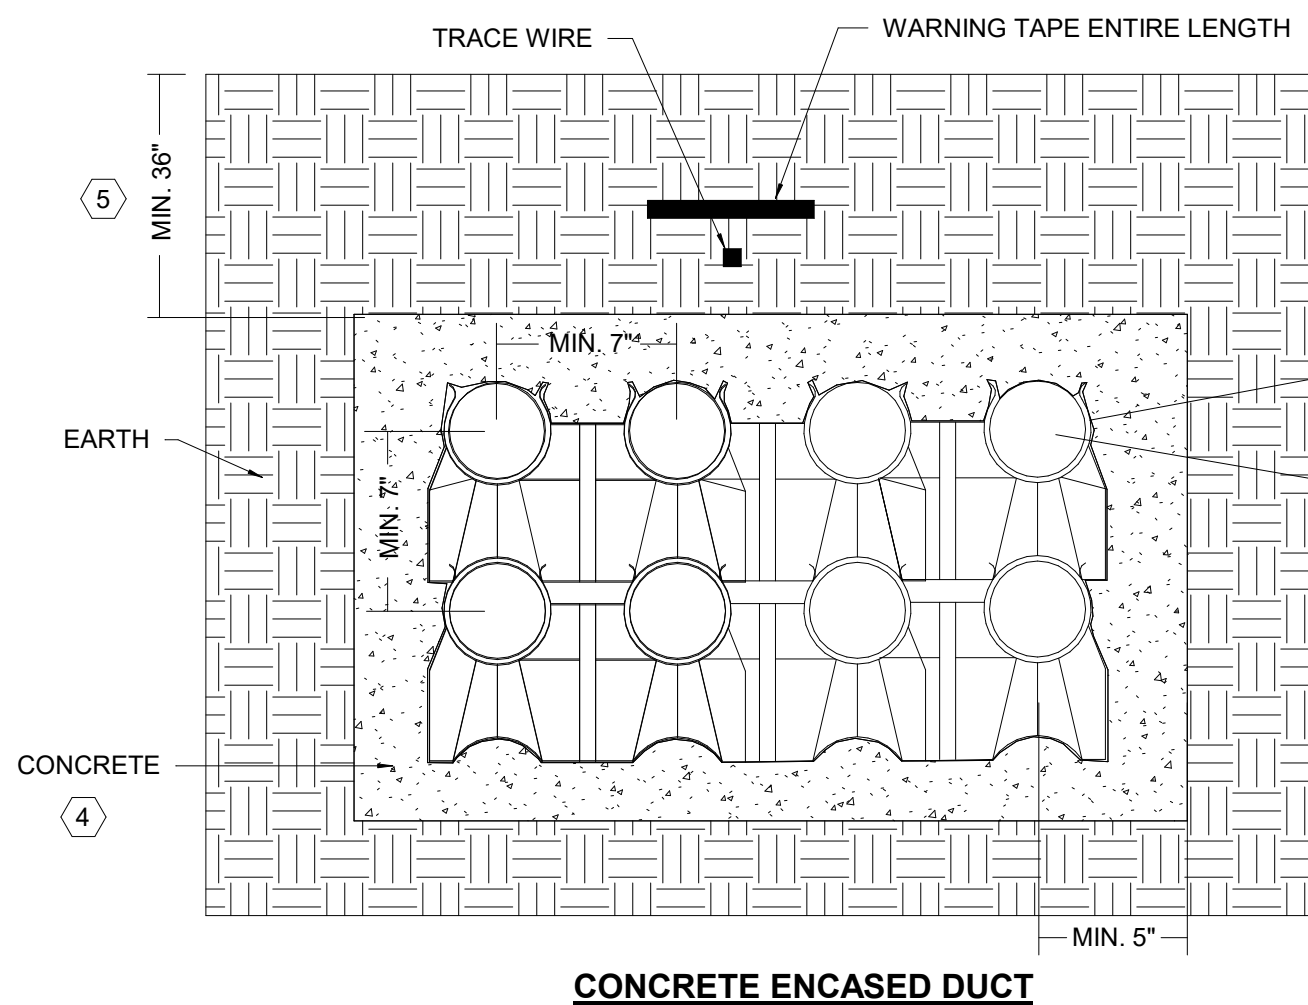 TRACE WIRE
WARNING TAPE ENTIRE LENGTH
5
MIN. 36"
MIN. 7"
EARTH
MIN. 7"
CONCRETE
4
MIN. 5"
CONCRETE ENCASED DUCT